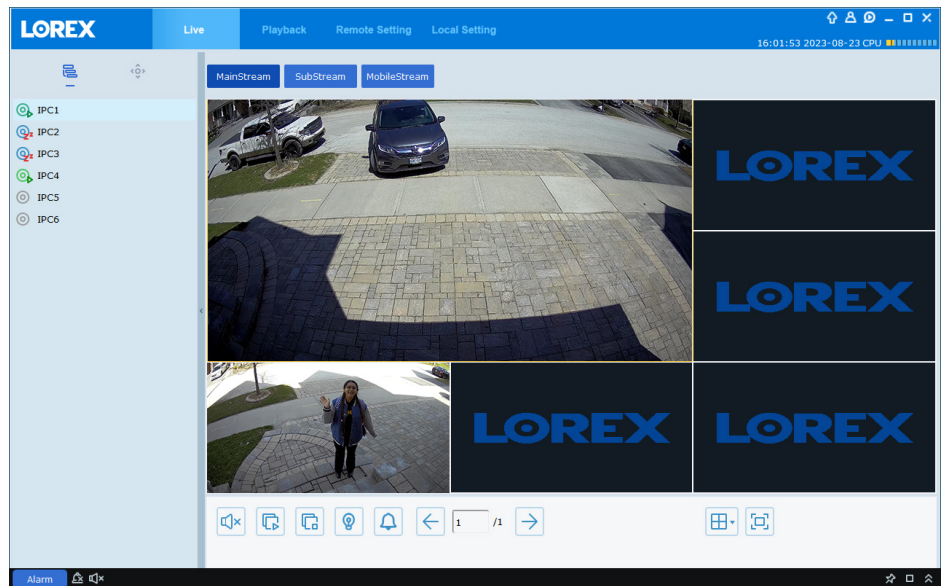 LOREX
Live
Playback
Remote Setting
Local Setting
16:01:53 2023-08-23 CPU
MainStream
SubStream
MobileStream
IPC1
IPC2
IPC3
IPC4
IPC5
IPC6
LOREX
LOREX
LOREX
LOREX
1
/1
Alarm